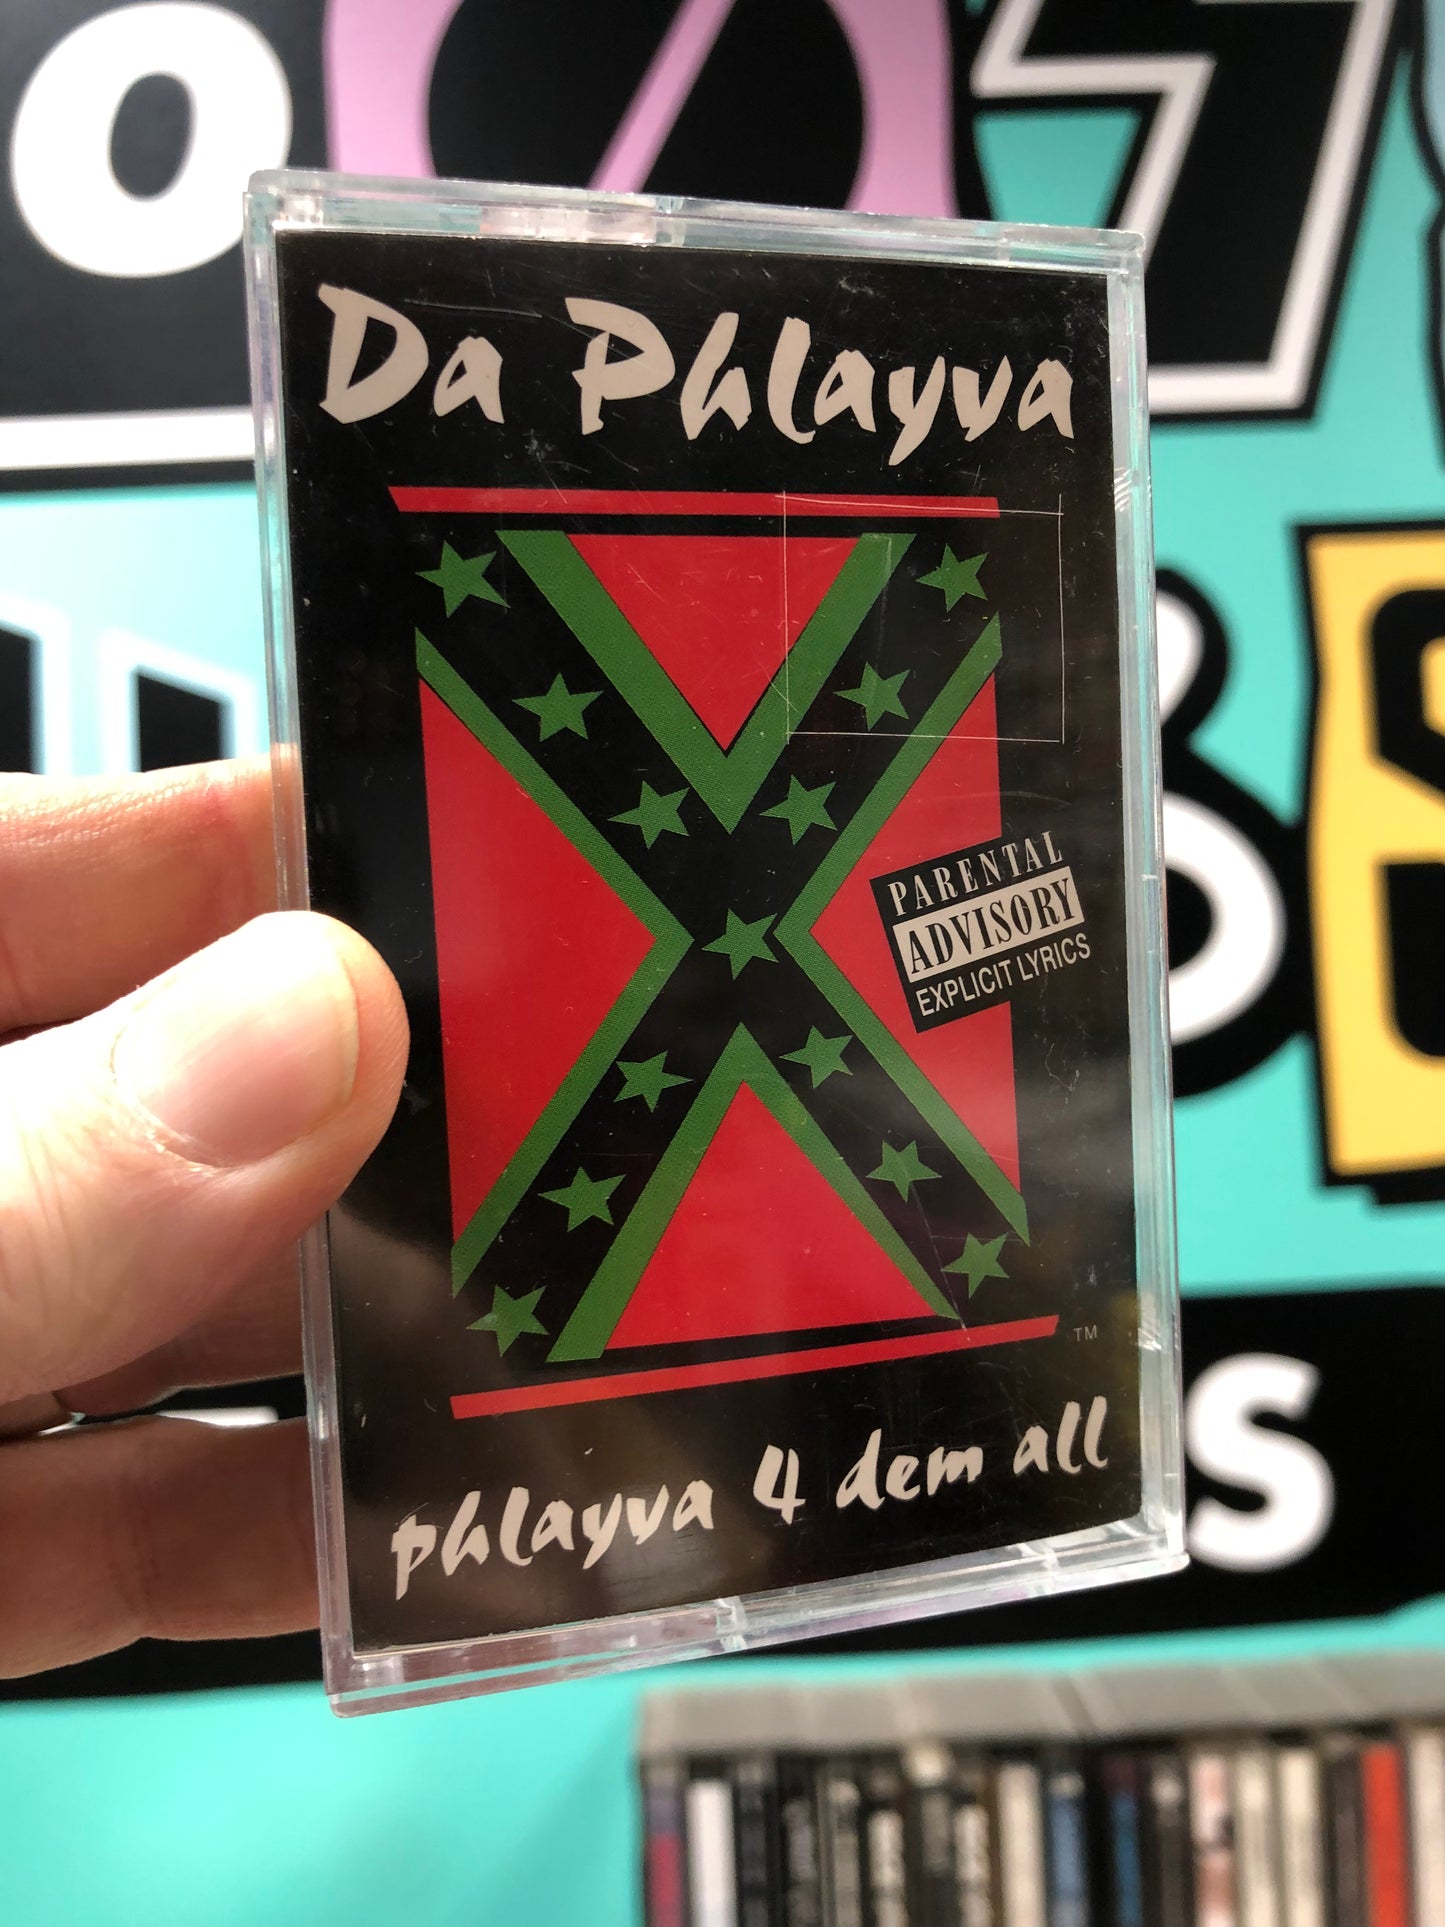 Da Phlayva
PARENTAL
ADVISORY
EXPLICIT LYRICS
TM
phlayva 4 dem all